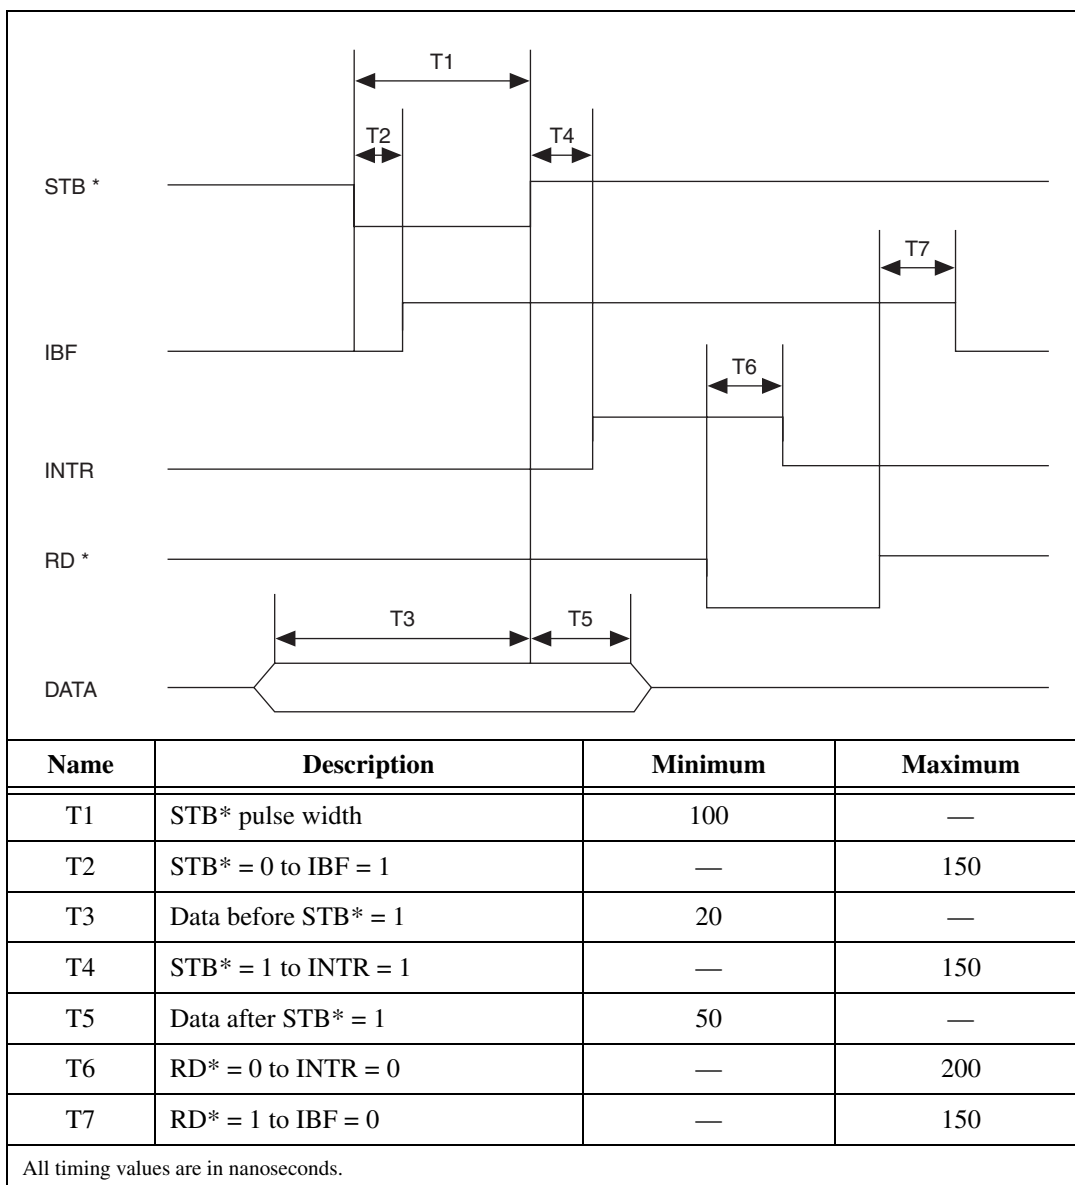 T1
T2 T4
STB *
T7
IBF
T6
INTR
RD *
T3 T5
DATA
Name Description Minimum Maximum
T1 STB* pulse width 100 —
T2 STB* = 0 to IBF = 1 — 150
T3 Data before STB* = 1 20 —
T4 STB* = 1 to INTR = 1 — 150
T5 Data after STB* = 1 50 —
T6 RD* = 0 to INTR = 0 — 200
T7 RD* = 1 to IBF = 0 — 150
All timing values are in nanoseconds.